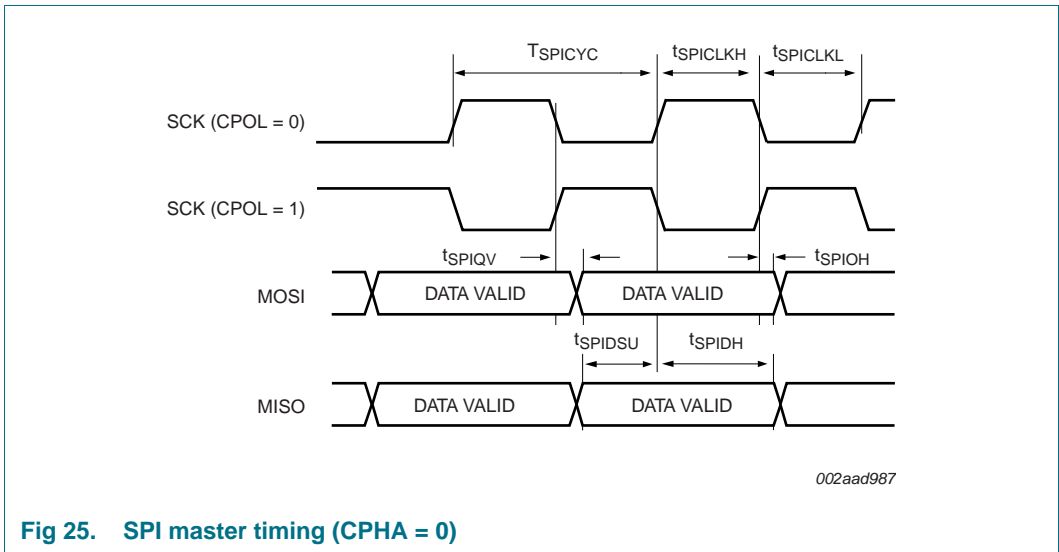 TSPICYC
tSPICLKH
tSPICLKL
SCK (CPOL = 0)
SCK (CPOL = 1)
tSPIQV
tSPIOH
MOSI
DATA VALID
DATA VALID
tSPIDSU
tSPIDH
MISO
DATA VALID
DATA VALID
002aad987
Fig 25. SPI master timing (CPHA = 0)